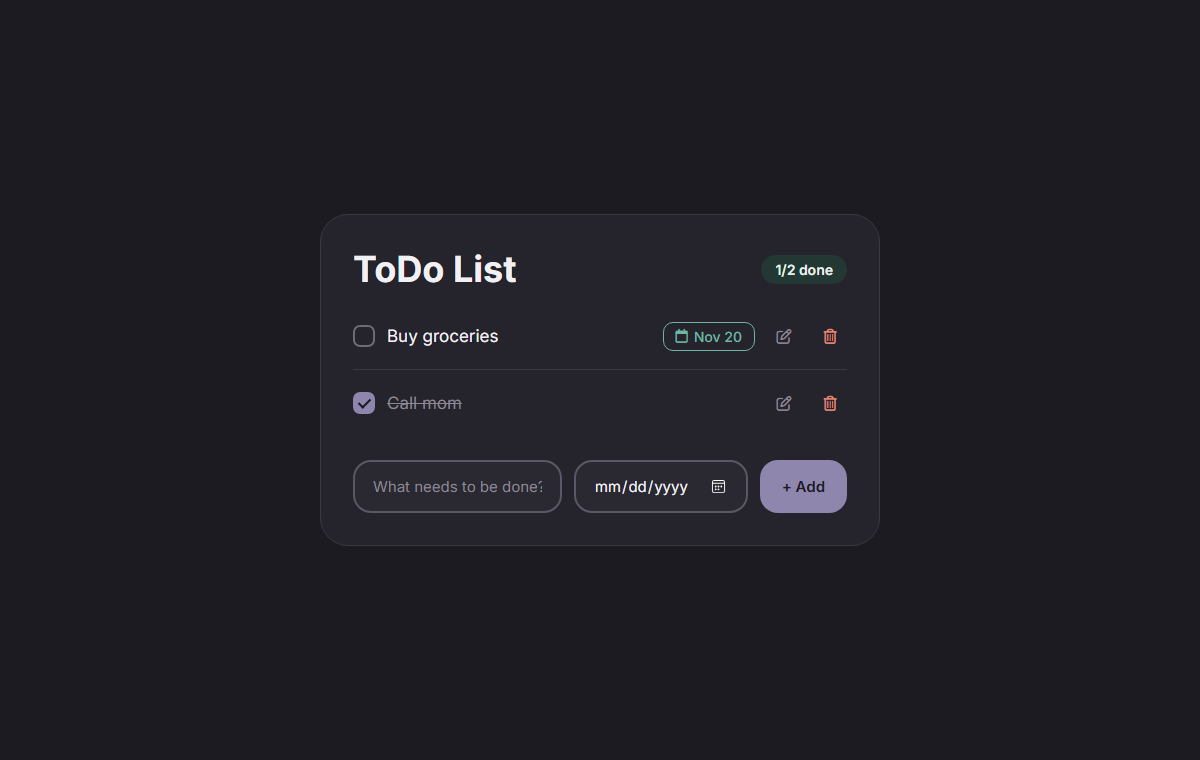 ToDo List
1/2 done
Buy groceries
Nov 20
Call mom
What needs to be done?
mm/dd/yyyy
+ Add